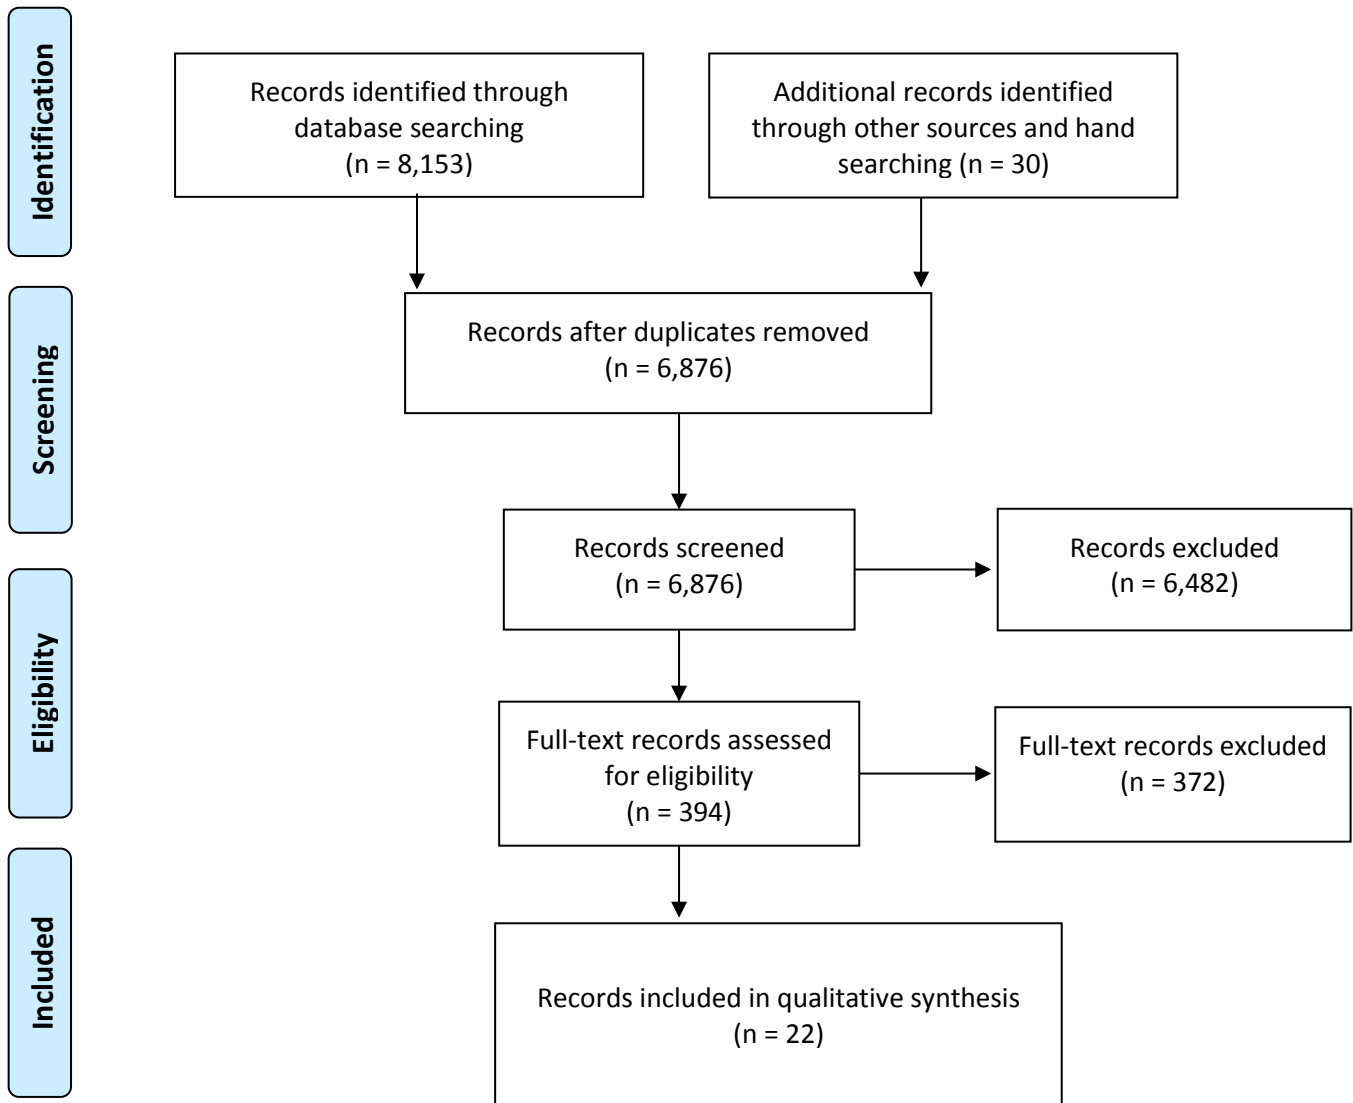 Identification
Records identified through
database searching
(n = 8,153)
Additional records identified
through other sources and hand
searching (n = 30)
Screening
Records after duplicates removed
(n = 6,876)
Records screened
(n = 6,876)
Records excluded
(n = 6,482)
Eligibility
Full-text records assessed
for eligibility
(n = 394)
Full-text records excluded
(n = 372)
Included
Records included in qualitative synthesis
(n = 22)